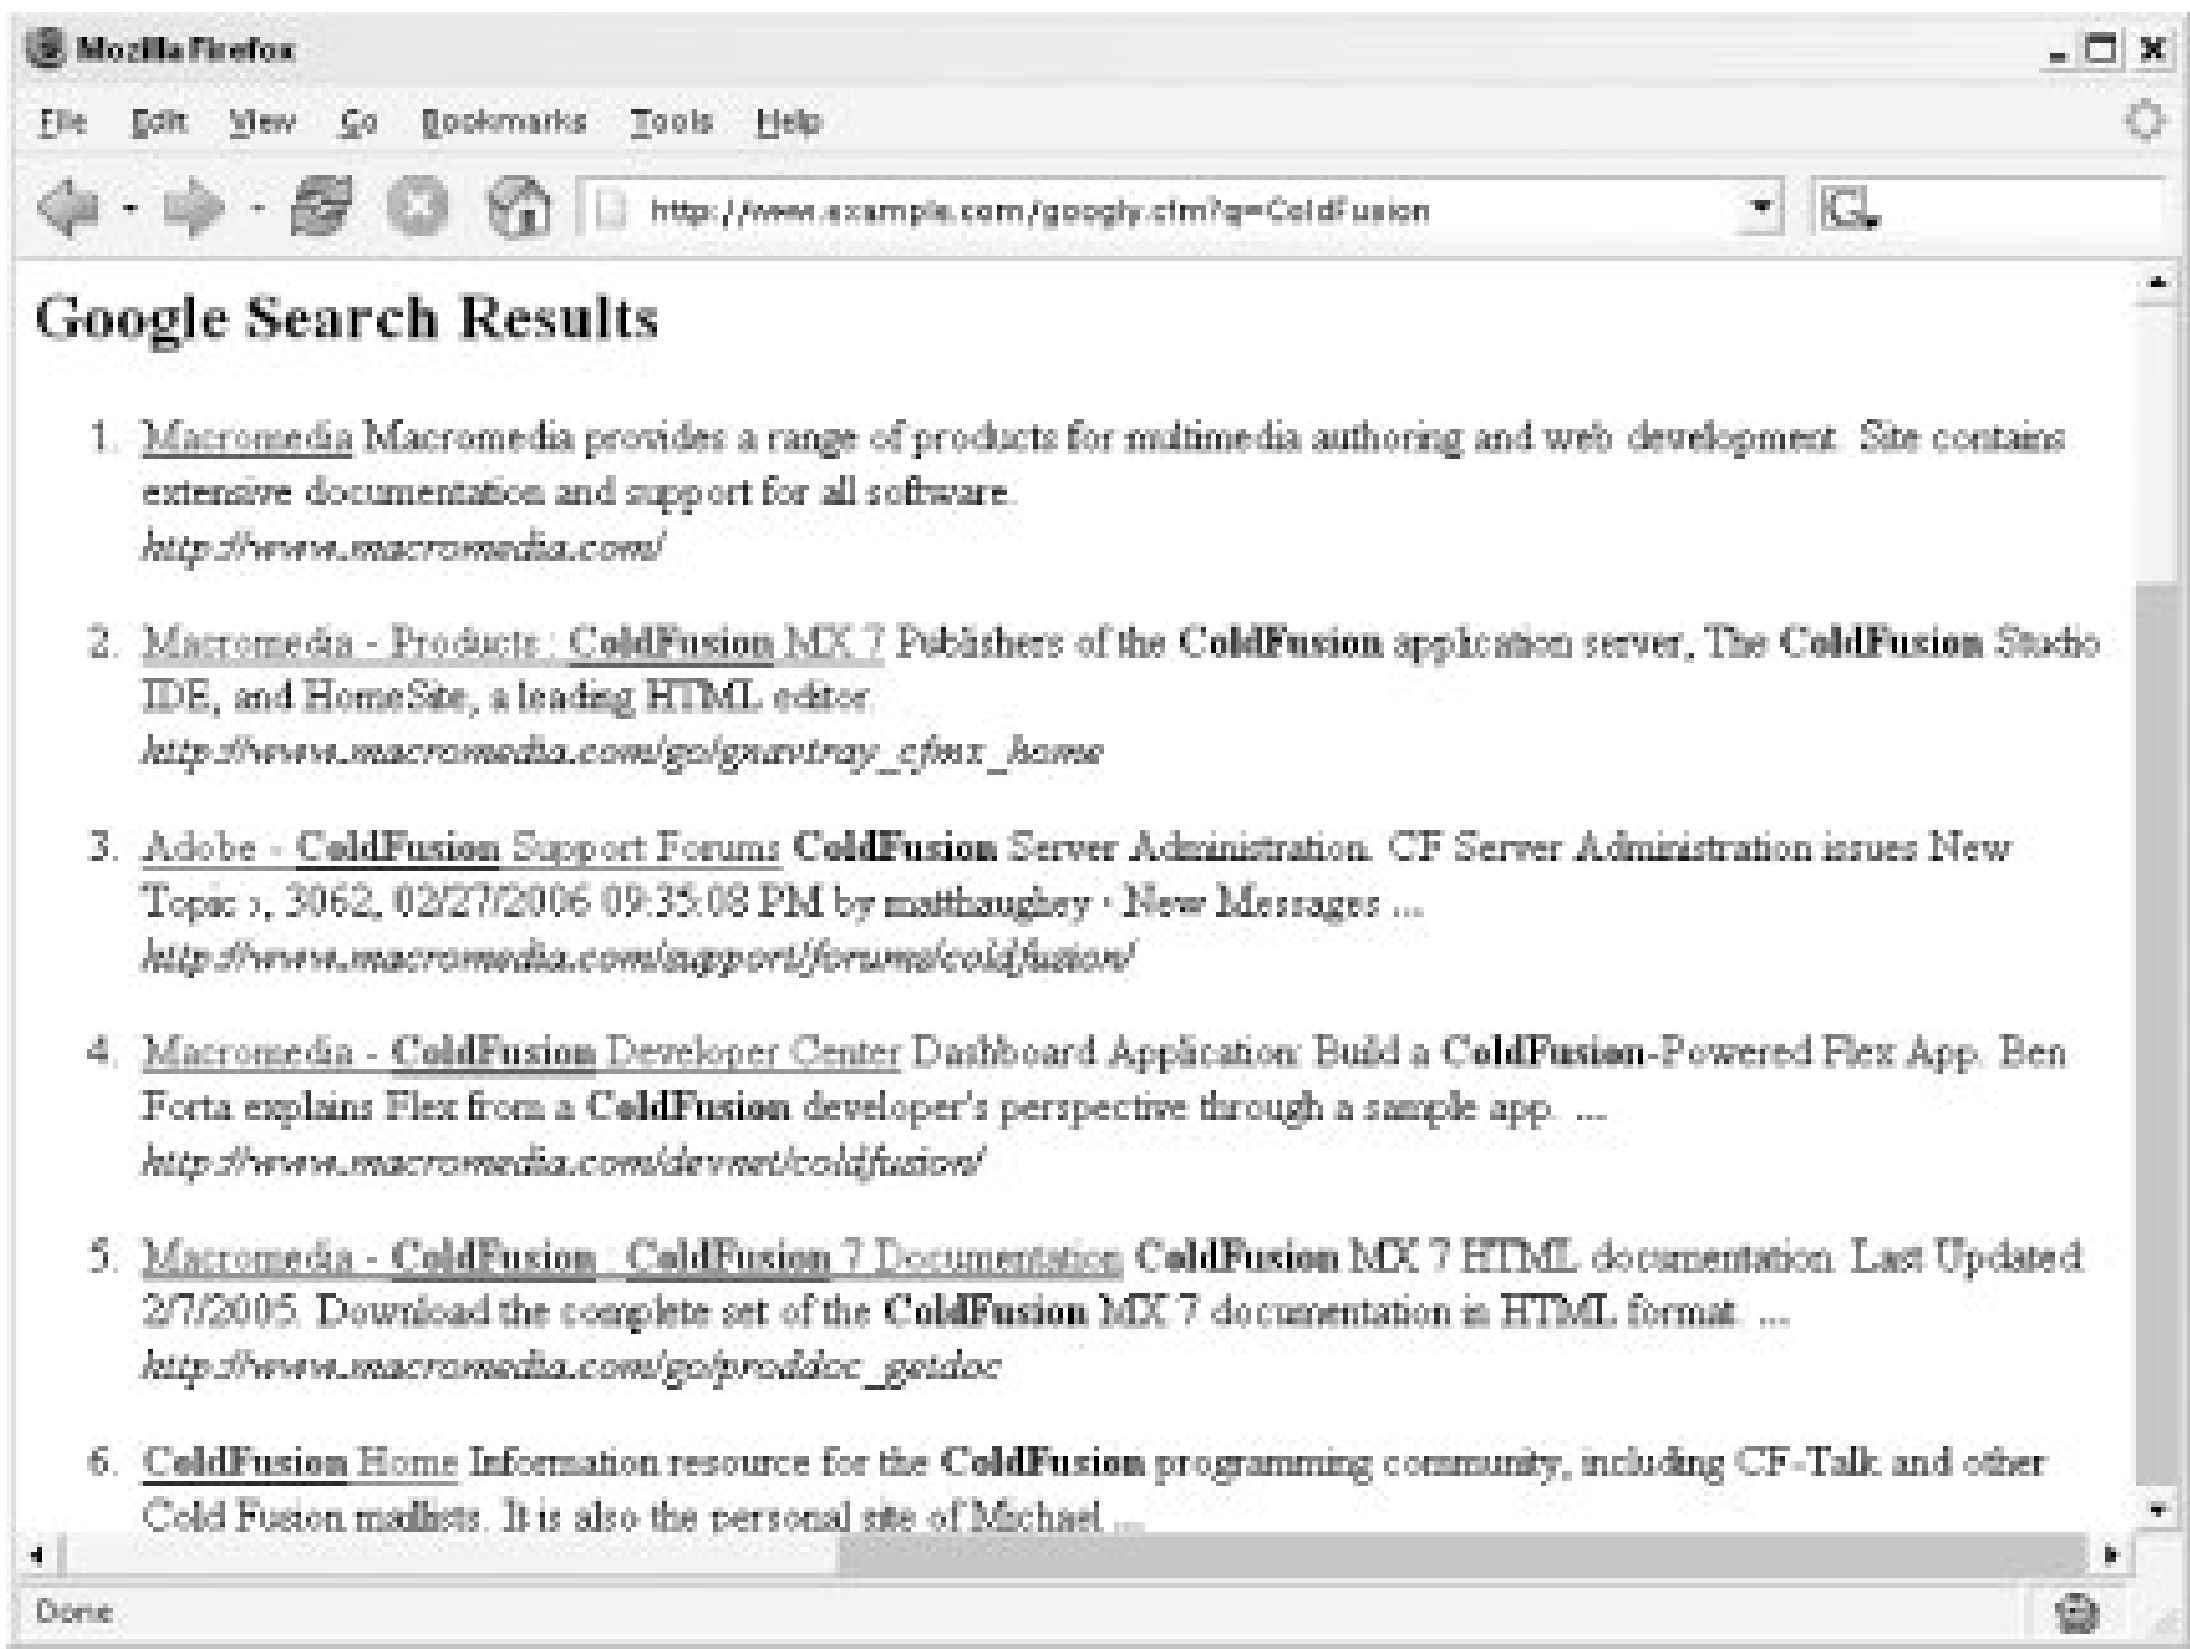 Mozilla Firefox
File Edit View Go Bookmarks Tools Help
http://www.example.com/googly.cfm?q=ColdFusion
G
Google Search Results
1. Macromedia Macromedia provides a range of products for multimedia authoring and web development. Site contains
extensive documentation and support for all software.
http://www.macromedia.com/
2. Macromedia - Products : ColdFusion MX 7 Publishers of the ColdFusion application server, The ColdFusion Studio
IDE, and HomeSite, a leading HTML editor.
http://www.macromedia.com/go/gnavtray_cfmx_home
3. Adobe - ColdFusion Support Forums ColdFusion Server Administration. CF Server Administration issues New
Topic ›, 3062, 02/27/2006 09:35:08 PM by matthaughey · New Messages ...
http://www.macromedia.com/support/forums/coldfusion/
4. Macromedia - ColdFusion Developer Center Dashboard Application: Build a ColdFusion-Powered Flex App. Ben
Forta explains Flex from a ColdFusion developer's perspective through a sample app. ...
http://www.macromedia.com/devnet/coldfusion/
5. Macromedia - ColdFusion : ColdFusion 7 Documentation ColdFusion MX 7 HTML documentation. Last Updated
2/7/2005. Download the complete set of the ColdFusion MX 7 documentation in HTML format. ...
http://www.macromedia.com/go/proddoc_getdoc
6. ColdFusion Home Information resource for the ColdFusion programming community, including CF-Talk and other
Cold Fusion maillists. It is also the personal site of Michael ...
Done